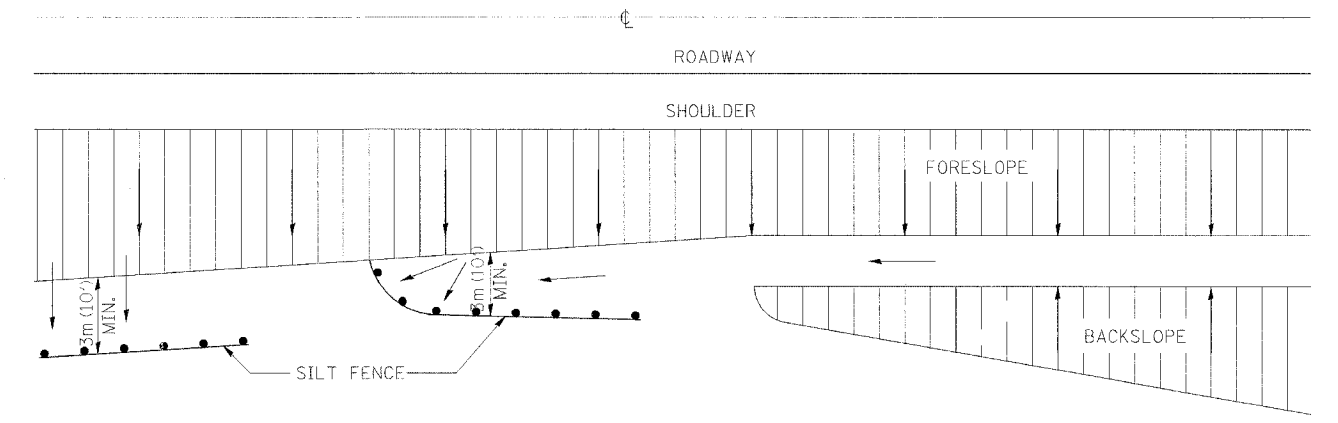 ℄
ROADWAY
SHOULDER
FORESLOPE
3m (10')
MIN.
3m (10')
MIN.
BACKSLOPE
SILT FENCE